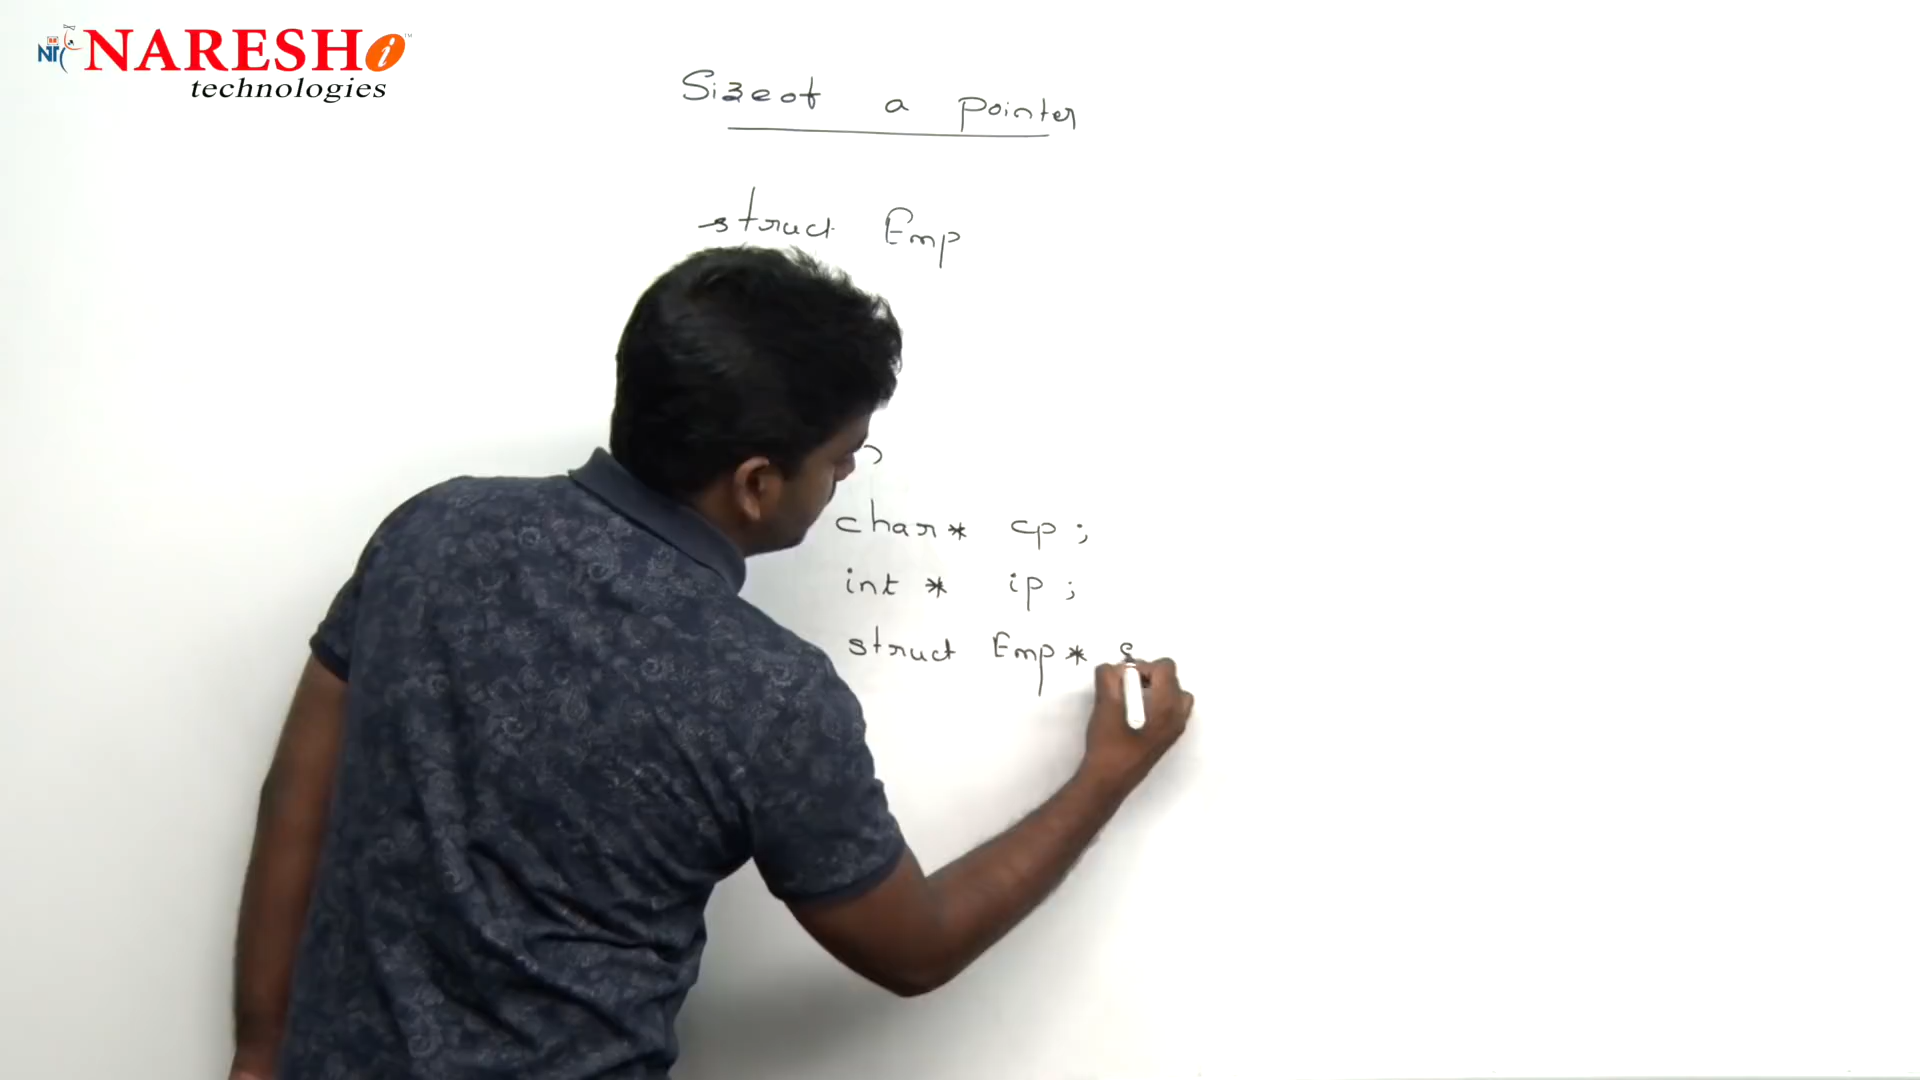 NARESH i
technologies
Sizeof a pointer
struct Emp
char* cp ;
int * ip ;
struct Emp*